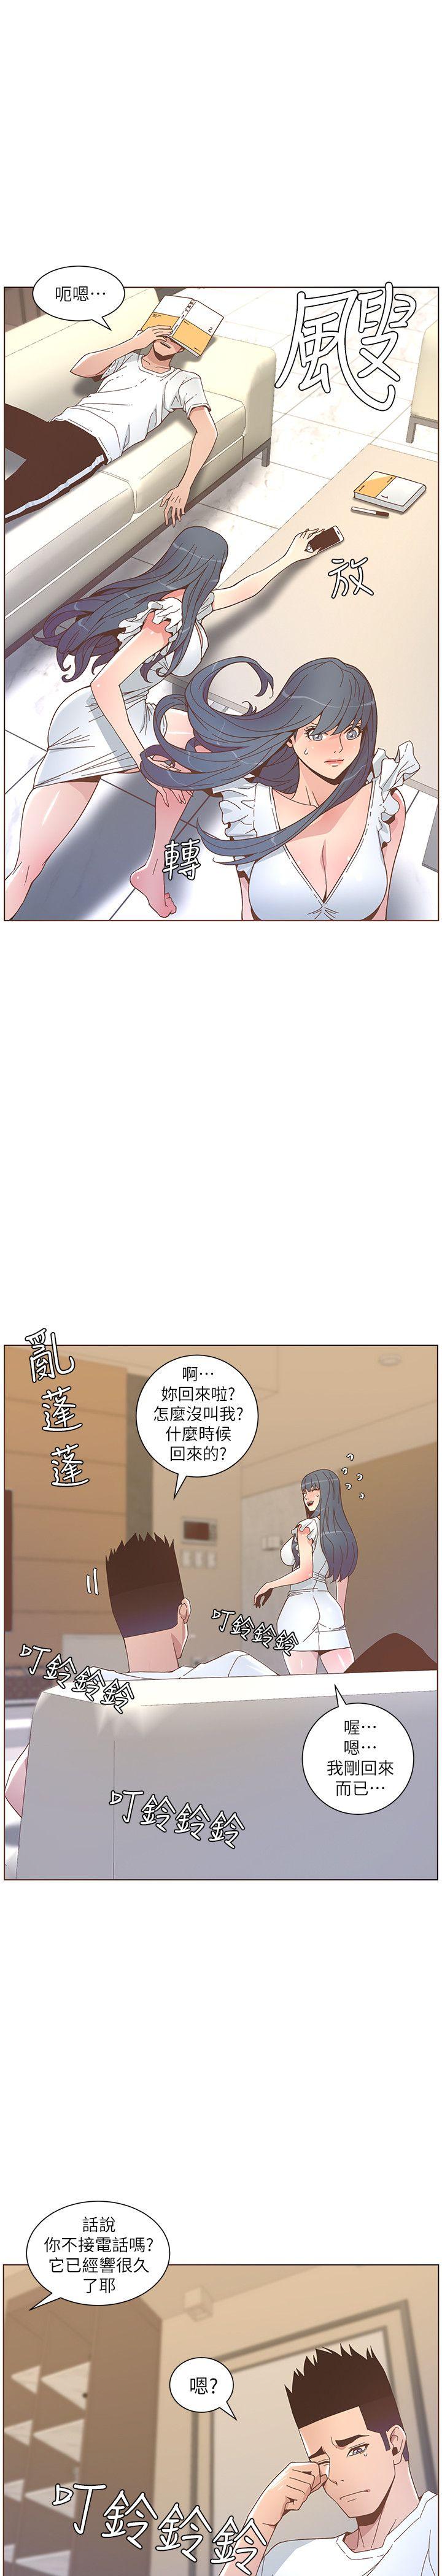 呃嗯…
颼
放
轉
亂
蓬
蓬
啊…
妳回來啦?
怎麼沒叫我?
什麼時候
回來的?
叮鈴鈴鈴
叮鈴鈴鈴
喔…
嗯…
我剛回來
而已…
叮鈴鈴鈴
話說
你不接電話嗎?
它已經響很久
了耶
嗯?
叮鈴鈴鈴